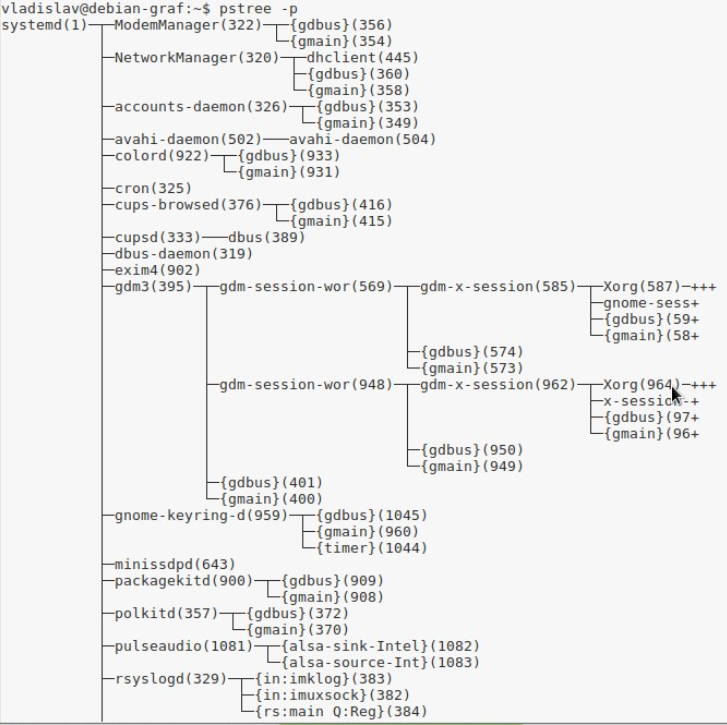 vladislav@debian-graf:~$ pstree -p
systemd(1)─┬─ModemManager(322)─┬─{gdbus}(356)
           │                   └─{gmain}(354)
           ├─NetworkManager(320)─┬─dhclient(445)
           │                     ├─{gdbus}(360)
           │                     └─{gmain}(358)
           ├─accounts-daemon(326)─┬─{gdbus}(353)
           │                      └─{gmain}(349)
           ├─avahi-daemon(502)───avahi-daemon(504)
           ├─colord(922)─┬─{gdbus}(933)
           │             └─{gmain}(931)
           ├─cron(325)
           ├─cups-browsed(376)─┬─{gdbus}(416)
           │                   └─{gmain}(415)
           ├─cupsd(333)───dbus(389)
           ├─dbus-daemon(319)
           ├─exim4(902)
           ├─gdm3(395)─┬─gdm-session-wor(569)─┬─gdm-x-session(585)─┬─Xorg(587)─+++
           │           │                      │                    ├─gnome-sess+
           │           │                      │                    ├─{gdbus}(59+
           │           │                      │                    └─{gmain}(58+
           │           │                      ├─{gdbus}(574)
           │           │                      └─{gmain}(573)
           │           ├─gdm-session-wor(948)─┬─gdm-x-session(962)─┬─Xorg(964)─+++
           │           │                      │                    ├─x-session-+
           │           │                      │                    ├─{gdbus}(97+
           │           │                      │                    └─{gmain}(96+
           │           │                      ├─{gdbus}(950)
           │           │                      └─{gmain}(949)
           │           ├─{gdbus}(401)
           │           └─{gmain}(400)
           ├─gnome-keyring-d(959)─┬─{gdbus}(1045)
           │                      ├─{gmain}(960)
           │                      └─{timer}(1044)
           ├─minissdpd(643)
           ├─packagekitd(900)─┬─{gdbus}(909)
           │                  └─{gmain}(908)
           ├─polkitd(357)─┬─{gdbus}(372)
           │              └─{gmain}(370)
           ├─pulseaudio(1081)─┬─{alsa-sink-Intel}(1082)
           │                  └─{alsa-source-Int}(1083)
           ├─rsyslogd(329)─┬─{in:imklog}(383)
           │               ├─{in:imuxsock}(382)
           │               └─{rs:main Q:Reg}(384)